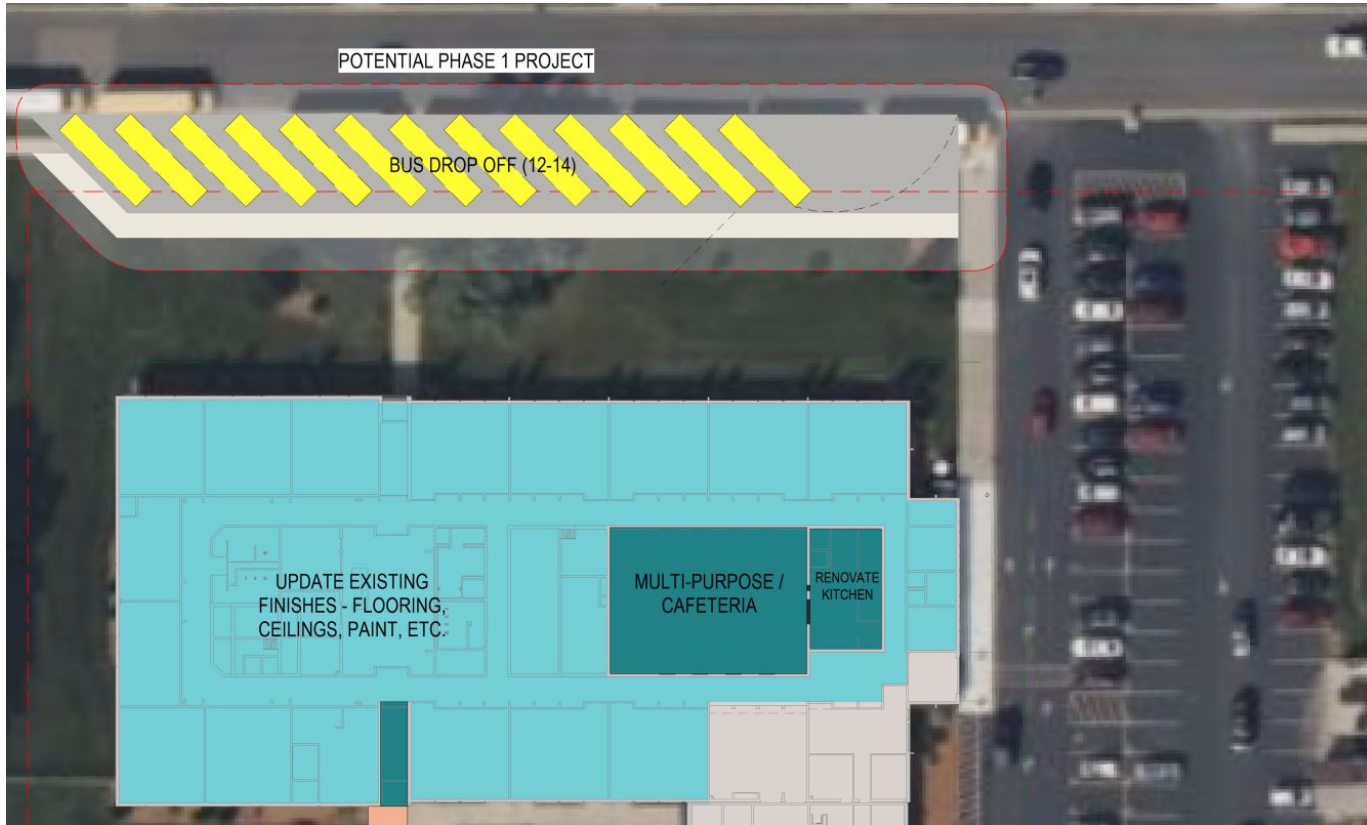 POTENTIAL PHASE 1 PROJECT
BUS DROP OFF (12-14)
UPDATE EXISTING
FINISHES - FLOORING,
CEILINGS, PAINT, ETC.
MULTI-PURPOSE /
CAFETERIA
RENOVATE
KITCHEN